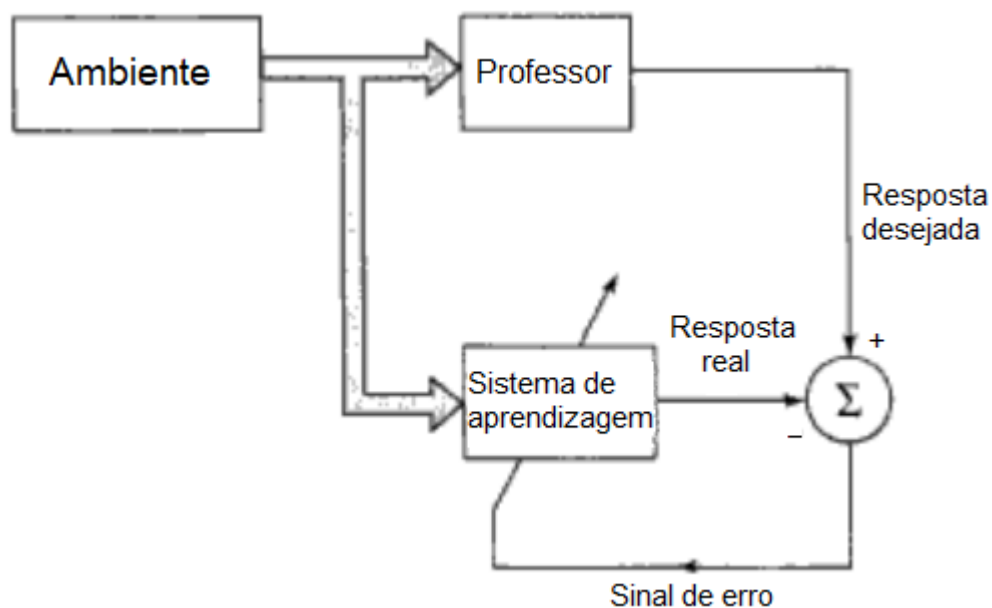 Ambiente
Professor
Resposta
desejada
Resposta
real
+
Sistema de
aprendizagem
Σ
−
Sinal de erro